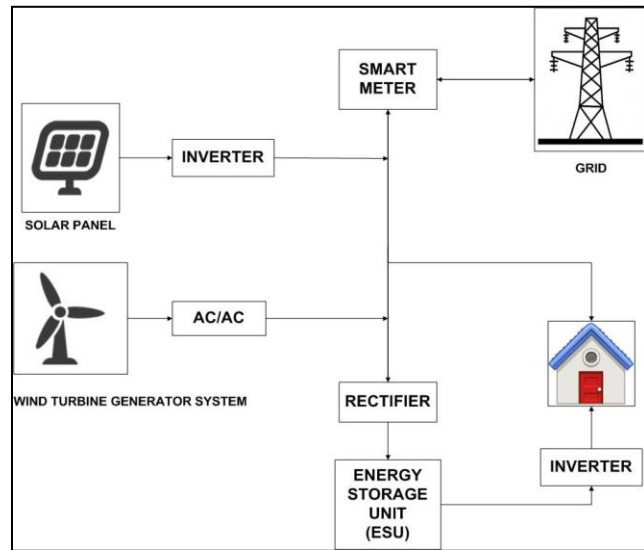 SMART
METER
GRID
INVERTER
SOLAR PANEL
AC/AC
WIND TURBINE GENERATOR SYSTEM
RECTIFIER
INVERTER
ENERGY
STORAGE
UNIT
(ESU)